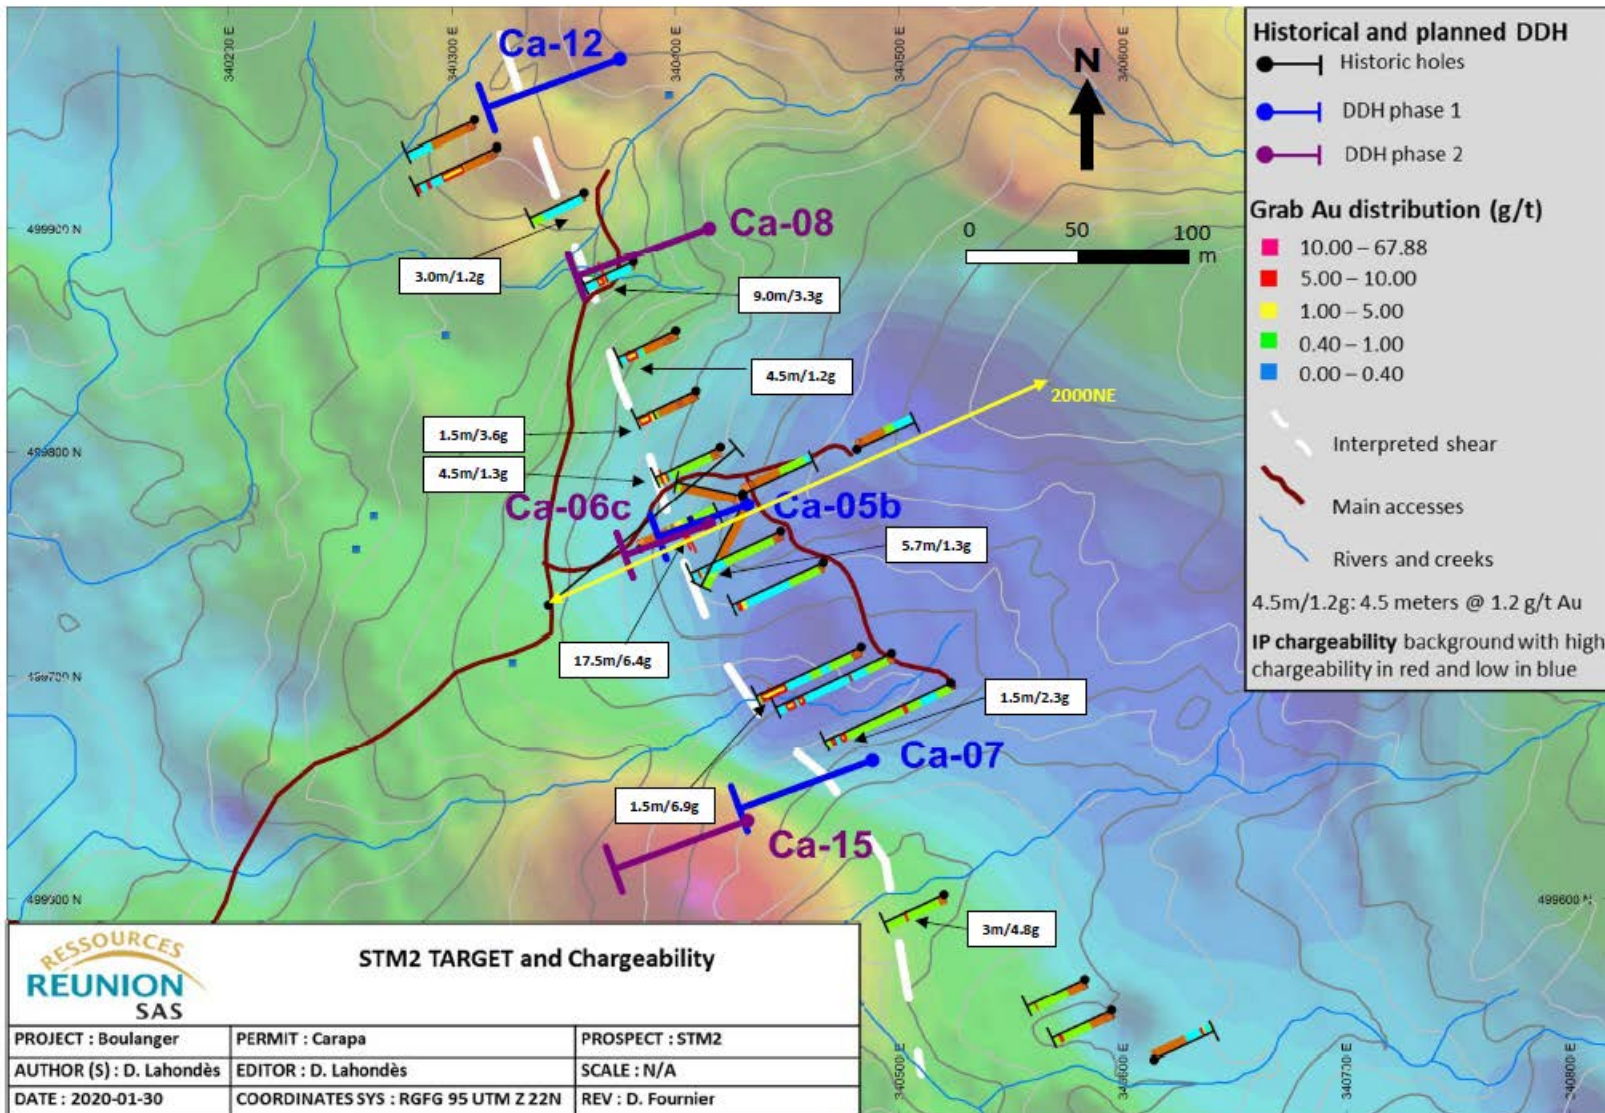 Ca-12
340200 E
340300 E
340400 E
340500 E
340600 E
N
Historical and planned DDH
Historic holes
DDH phase 1
DDH phase 2
Grab Au distribution (g/t)
10.00 – 67.88
5.00 – 10.00
1.00 – 5.00
0.40 – 1.00
0.00 – 0.40
Interpreted shear
Main accesses
Rivers and creeks
4.5m/1.2g: 4.5 meters @ 1.2 g/t Au
IP chargeability background with high
chargeability in red and low in blue
0 50 100
m
499900 N
Ca-08
3.0m/1.2g
9.0m/3.3g
4.5m/1.2g
2000NE
1.5m/3.6g
499800 N
4.5m/1.3g
Ca-06c
Ca-05b
5.7m/1.3g
17.5m/6.4g
499700 N
1.5m/2.3g
Ca-07
1.5m/6.9g
Ca-15
499600 N
499600 N
3m/4.8g
340500 E
340600 E
340700 E
340800 E
RESSOURCES
REUNION
SAS
STM2 TARGET and Chargeability
PROJECT : Boulanger
PERMIT : Carapa
PROSPECT : STM2
AUTHOR (S) : D. Lahondès
EDITOR : D. Lahondès
SCALE : N/A
DATE : 2020-01-30
COORDINATES SYS : RGFG 95 UTM Z 22N
REV : D. Fournier